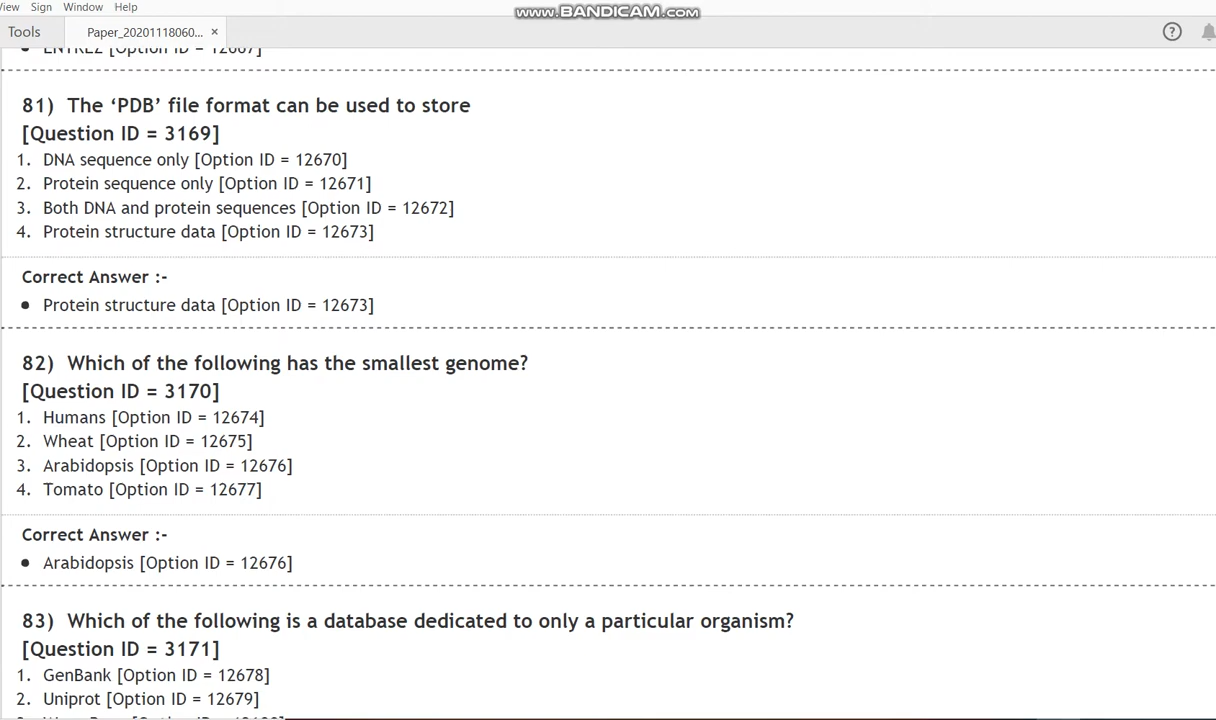 View Sign Window Help
www.BANDICAM.com
Tools Paper_20201118060... ×
ENTREZ [Option ID = 12667]
81) The ‘PDB’ file format can be used to store
[Question ID = 3169]
1. DNA sequence only [Option ID = 12670]
2. Protein sequence only [Option ID = 12671]
3. Both DNA and protein sequences [Option ID = 12672]
4. Protein structure data [Option ID = 12673]
Correct Answer :-
• Protein structure data [Option ID = 12673]
82) Which of the following has the smallest genome?
[Question ID = 3170]
1. Humans [Option ID = 12674]
2. Wheat [Option ID = 12675]
3. Arabidopsis [Option ID = 12676]
4. Tomato [Option ID = 12677]
Correct Answer :-
• Arabidopsis [Option ID = 12676]
83) Which of the following is a database dedicated to only a particular organism?
[Question ID = 3171]
1. GenBank [Option ID = 12678]
2. Uniprot [Option ID = 12679]